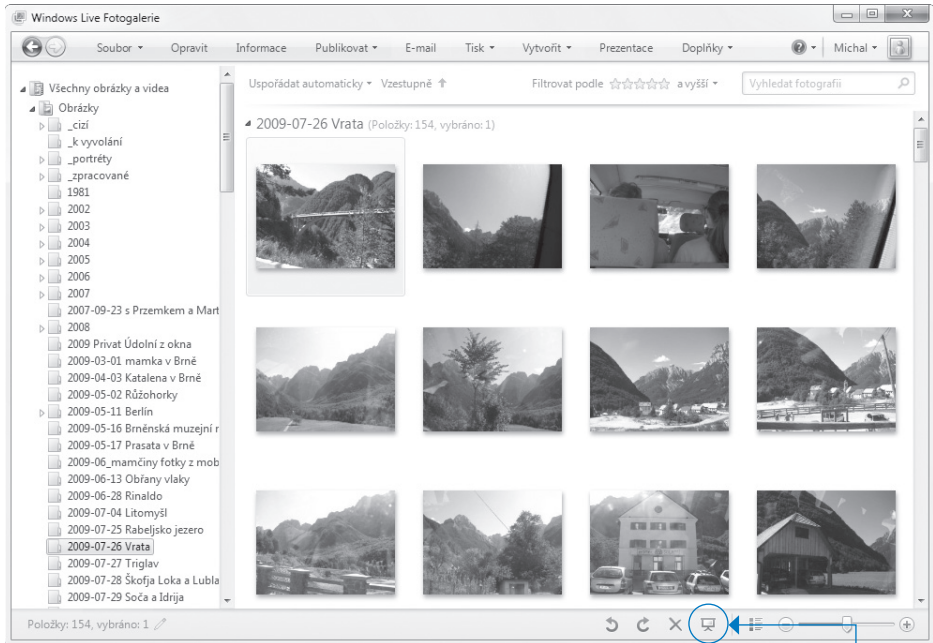 Windows Live Fotogalerie
Soubor Opravit Informace Publikovat E-mail Tisk Vytvořit Prezentace Doplňky Michal
Všechny obrázky a videa
Obrázky
_cizí
_k vyvolání
_portréty
_zpracované
1981
2002
2003
2004
2005
2006
2007
2007-09-23 s Przemkem a Mart
2008
2009 Privat Údolní z okna
2009-03-01 mamka v Brně
2009-04-03 Katalena v Brně
2009-05-02 Růžohorky
2009-05-11 Berlín
2009-05-16 Brněnská muzejní r
2009-05-17 Prasata v Brně
2009-06_mamčiny fotky z mob
2009-06-13 Obřany vlaky
2009-06-28 Rinaldo
2009-07-04 Litomyšl
2009-07-25 Rabeljsko jezero
2009-07-26 Vrata
2009-07-27 Triglav
2009-07-28 Škofja Loka a Lubla
2009-07-29 Soča a Idrija
Uspořádat automaticky Vzestupně Filtrovat podle a vyšší Vyhledat fotografii
2009-07-26 Vrata (Položky: 154, vybráno: 1)
Položky: 154, vybráno: 1